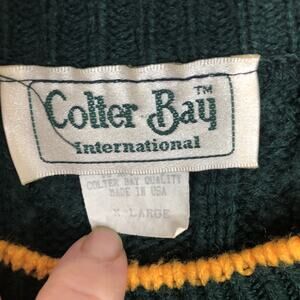 Colter Bay™
International
COLTER BAY QUALITY
MADE IN USA
X-LARGE